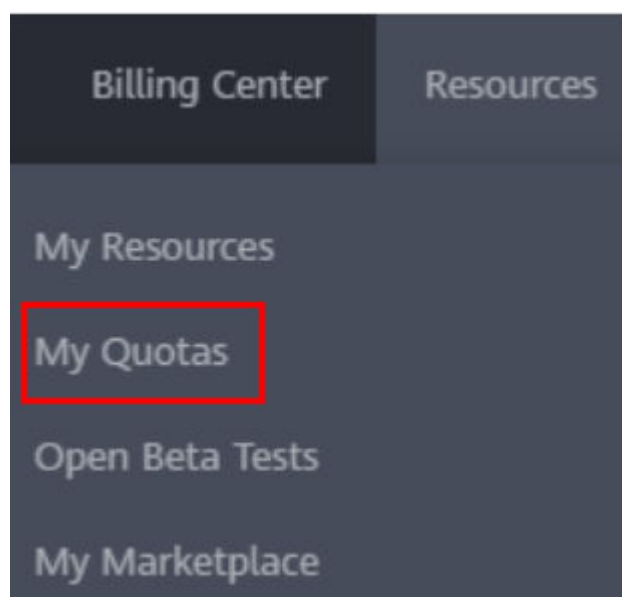 Billing Center Resources
My Resources
My Quotas
Open Beta Tests
My Marketplace